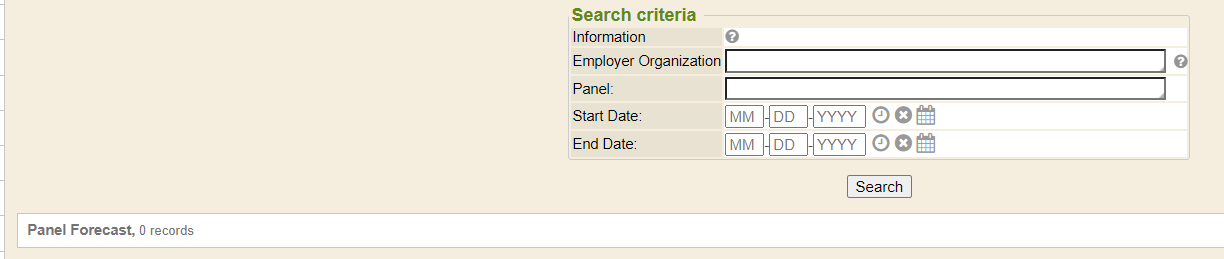 Search criteria
Information
Employer Organization
Panel:
Start Date: MM-DD-YYYY
End Date: MM-DD-YYYY
Search
Panel Forecast, 0 records